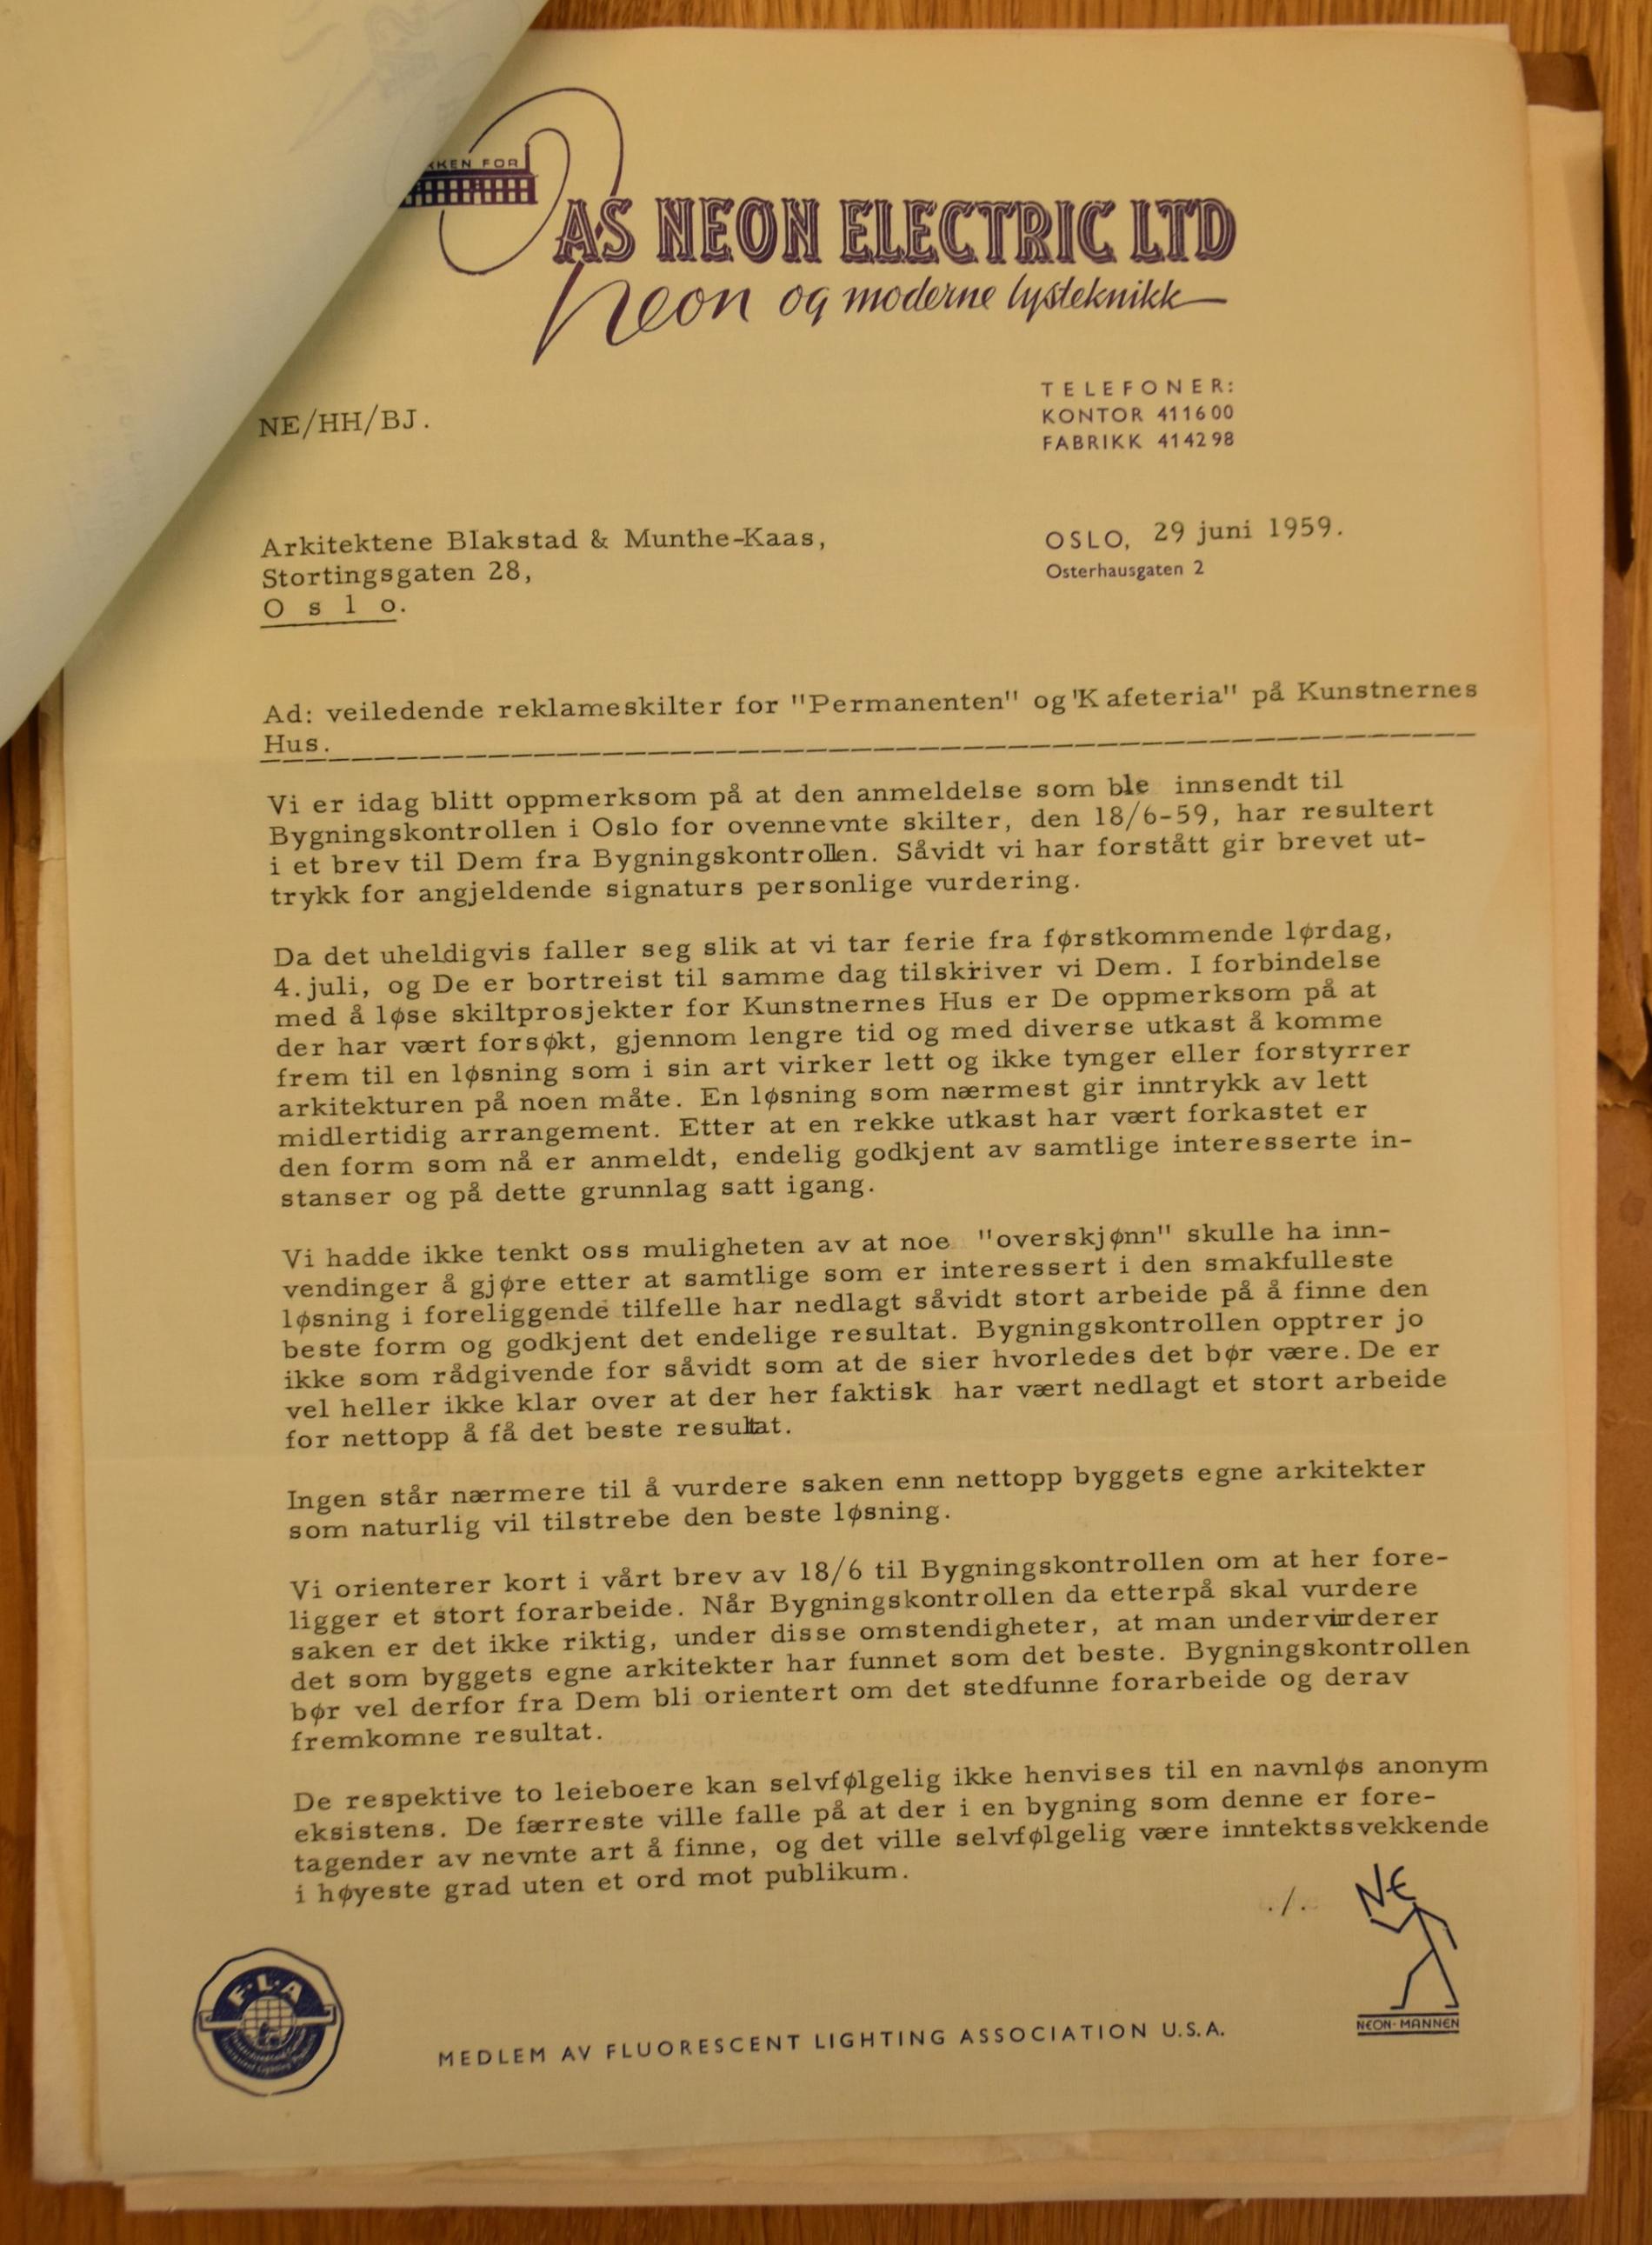 KKEN FOR
A-S NEON ELECTRIC LTD
Neon og moderne lysteknikk
TELEFONER:
KONTOR 411600
FABRIKK 414298
NE/HH/BJ.
Arkitektene Blakstad & Munthe-Kaas,
Stortingsgaten 28,
O s l o.
OSLO, 29 juni 1959.
Osterhausgaten 2
Ad: veiledende reklameskilter for "Permanenten" og 'K afeteria" på Kunstnernes
Hus.
Vi er idag blitt oppmerksom på at den anmeldelse som ble innsendt til
Bygningskontrollen i Oslo for ovennevnte skilter, den 18/6-59, har resultert
i et brev til Dem fra Bygningskontrollen. Såvidt vi har forstått gir brevet ut-
trykk for angjeldende signaturs personlige vurdering.
Da det uheldigvis faller seg slik at vi tar ferie fra førstkommende lørdag,
4. juli, og De er bortreist til samme dag tilskriver vi Dem. I forbindelse
med å løse skiltprosjekter for Kunstnernes Hus er De oppmerksom på at
der har vært forsøkt, gjennom lengre tid og med diverse utkast å komme
frem til en løsning som i sin art virker lett og ikke tynger eller forstyrrer
arkitekturen på noen måte. En løsning som nærmest gir inntrykk av lett
midlertidig arrangement. Etter at en rekke utkast har vært forkastet er
den form som nå er anmeldt, endelig godkjent av samtlige interesserte in-
stanser og på dette grunnlag satt igang.
Vi hadde ikke tenkt oss muligheten av at noe "overskjønn" skulle ha inn-
vendinger å gjøre etter at samtlige som er interessert i den smakfulleste
løsning i foreliggende tilfelle har nedlagt såvidt stort arbeide på å finne den
beste form og godkjent det endelige resultat. Bygningskontrollen opptrer jo
ikke som rådgivende for såvidt som at de sier hvorledes det bør være. De er
vel heller ikke klar over at der her faktisk har vært nedlagt et stort arbeide
for nettopp å få det beste resultat.
Ingen står nærmere til å vurdere saken enn nettopp byggets egne arkitekter
som naturlig vil tilstrebe den beste løsning.
Vi orienterer kort i vårt brev av 18/6 til Bygningskontrollen om at her fore-
ligger et stort forarbeide. Når Bygningskontrollen da etterpå skal vurdere
saken er det ikke riktig, under disse omstendigheter, at man undervurderer
det som byggets egne arkitekter har funnet som det beste. Bygningskontrollen
bør vel derfor fra Dem bli orientert om det stedfunne forarbeide og derav
fremkomne resultat.
De respektive to leieboere kan selvfølgelig ikke henvises til en navnløs anonym
eksistens. De færreste ville falle på at der i en bygning som denne er fore-
tagender av nevnte art å finne, og det ville selvfølgelig være inntektssvekkende
i høyeste grad uten et ord mot publikum.
./.
NE
NEON-MANNEN
F·L·A
MEDLEM AV FLUORESCENT LIGHTING ASSOCIATION U.S.A.